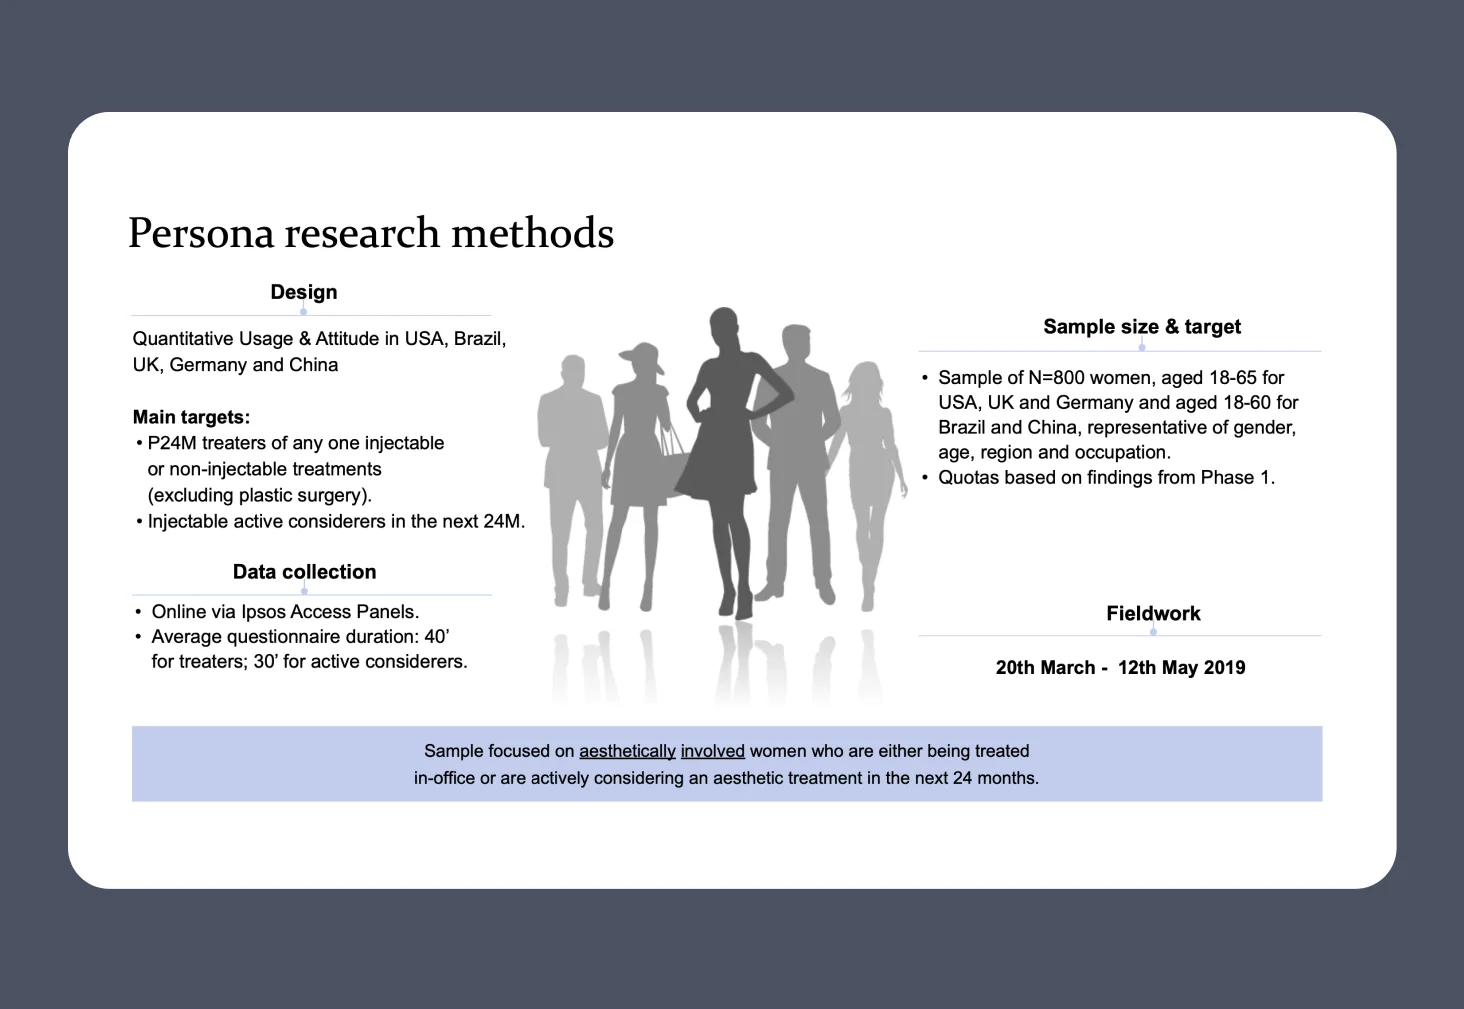 Persona research methods
Design
Quantitative Usage & Attitude in USA, Brazil,
UK, Germany and China
Main targets:
• P24M treaters of any one injectable
or non-injectable treatments
(excluding plastic surgery).
• Injectable active considerers in the next 24M.
Data collection
• Online via Ipsos Access Panels.
• Average questionnaire duration: 40’
for treaters; 30’ for active considerers.
Sample size & target
• Sample of N=800 women, aged 18-65 for
USA, UK and Germany and aged 18-60 for
Brazil and China, representative of gender,
age, region and occupation.
• Quotas based on findings from Phase 1.
Fieldwork
20th March - 12th May 2019
Sample focused on aesthetically involved women who are either being treated
in-office or are actively considering an aesthetic treatment in the next 24 months.